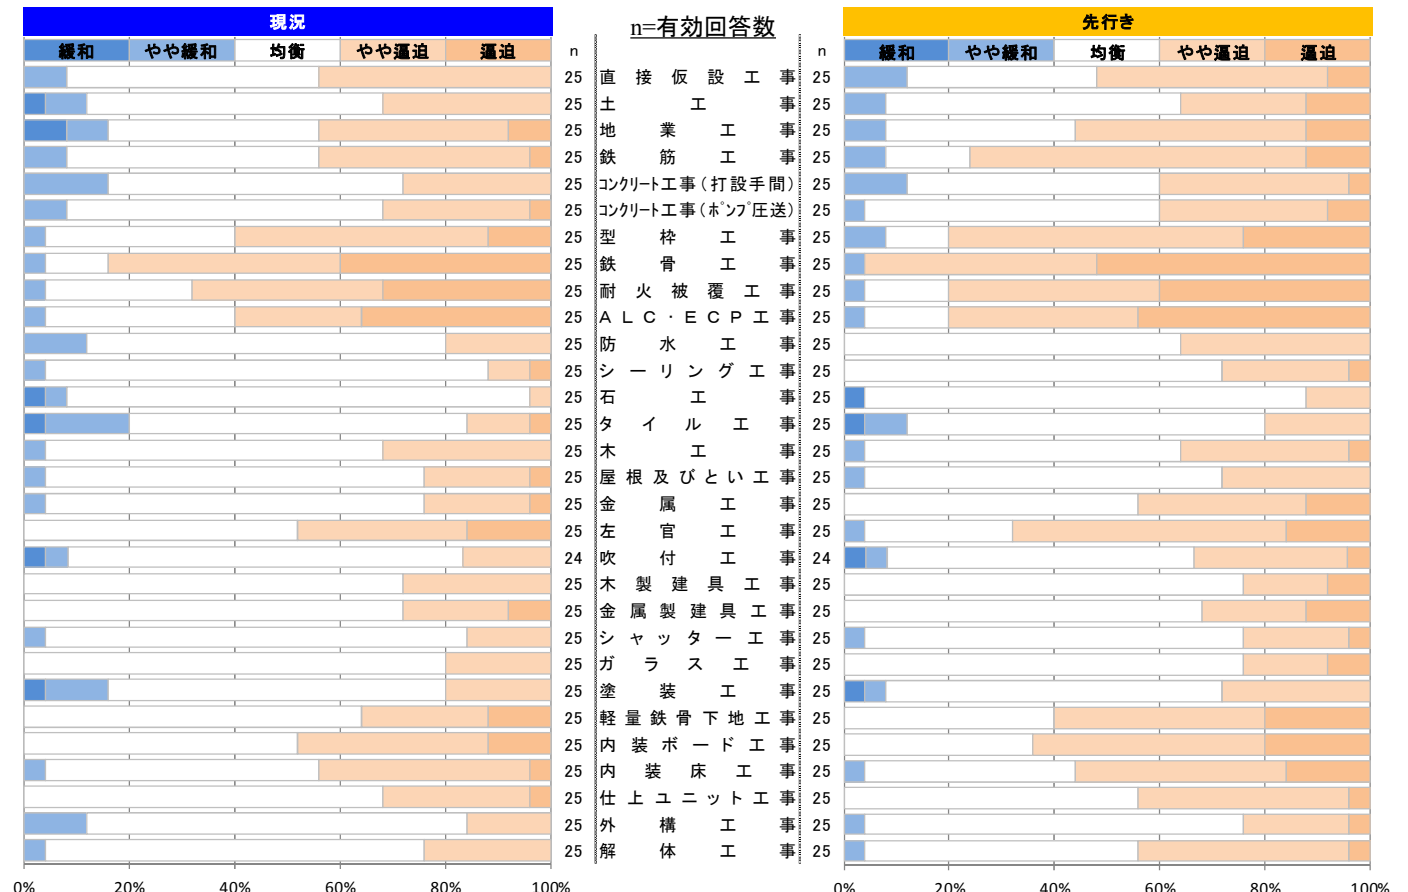 現況 n=有効回答数 先行き
緩和 やや緩和 均衡 やや逼迫 逼迫 n n 緩和 やや緩和 均衡 やや逼迫 逼迫
25 直接仮設工事 25
25 土工事 25
25 地業工事 25
25 鉄筋工事 25
25 コンクリート工事(打設手間) 25
25 コンクリート工事(ポンプ圧送) 25
25 型枠工事 25
25 鉄骨工事 25
25 耐火被覆工事 25
25 ALC・ECP工事 25
25 防水工事 25
25 シーリング工事 25
25 石工事 25
25 タイル工事 25
25 木工事 25
25 屋根及びとい工事 25
25 金属工事 25
25 左官工事 25
24 吹付工事 24
25 木製建具工事 25
25 金属製建具工事 25
25 シャッター工事 25
25 ガラス工事 25
25 塗装工事 25
25 軽量鉄骨下地工事 25
25 内装ボード工事 25
25 内装床工事 25
25 仕上ユニット工事 25
25 外構工事 25
25 解体工事 25
0% 20% 40% 60% 80% 100% 0% 20% 40% 60% 80% 100%